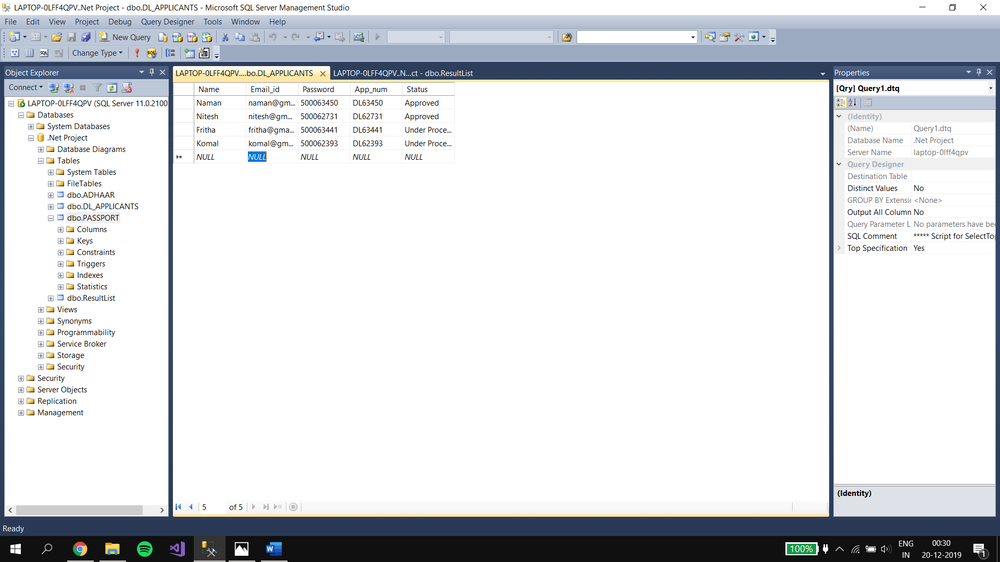 LAPTOP-0LFF4QPV..Net Project - dbo.DL_APPLICANTS - Microsoft SQL Server Management Studio
File Edit View Project Debug Query Designer Tools Window Help
New Query
Change Type
Object Explorer
Connect
LAPTOP-0LFF4QPV (SQL Server 11.0.2100
Databases
System Databases
.Net Project
Database Diagrams
Tables
System Tables
FileTables
dbo.ADHAAR
dbo.DL_APPLICANTS
dbo.PASSPORT
Columns
Keys
Constraints
Triggers
Indexes
Statistics
dbo.ResultList
Views
Synonyms
Programmability
Service Broker
Storage
Security
Security
Server Objects
Replication
Management
LAPTOP-0LFF4QPV....bo.DL_APPLICANTS LAPTOP-0LFF4QPV..N...ct - dbo.ResultList
Name Email_id Password App_num Status
Naman naman@gm... 500063450 DL63450 Approved
Nitesh nitesh@gm... 500062731 DL62731 Approved
Fritha fritha@gma... 500063441 DL63441 Under Proce...
Komal komal@gm... 500062393 DL62393 Under Proce...
NULL NULL NULL NULL NULL
5 of 5
Properties
[Qry] Query1.dtq
(Identity)
(Name) Query1.dtq
Database Name .Net Project
Server Name laptop-0lff4qpv
Query Designer
Destination Table
Distinct Values No
GROUP BY Extensi <None>
Output All Column No
Query Parameter L No parameters have be
SQL Comment ***** Script for SelectTo
Top Specification Yes
(Identity)
Ready
100% ENG IN 00:30 20-12-2019 1